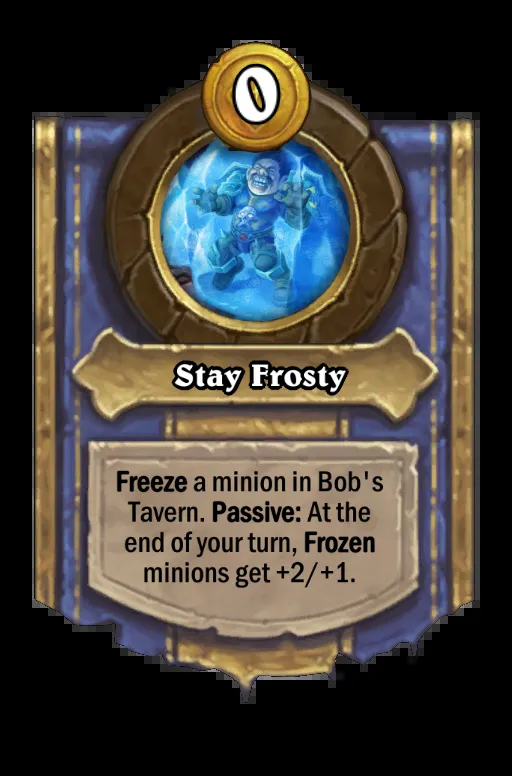 0
Stay Frosty
Freeze a minion in Bob's
Tavern. Passive: At the
end of your turn, Frozen
minions get +2/+1.